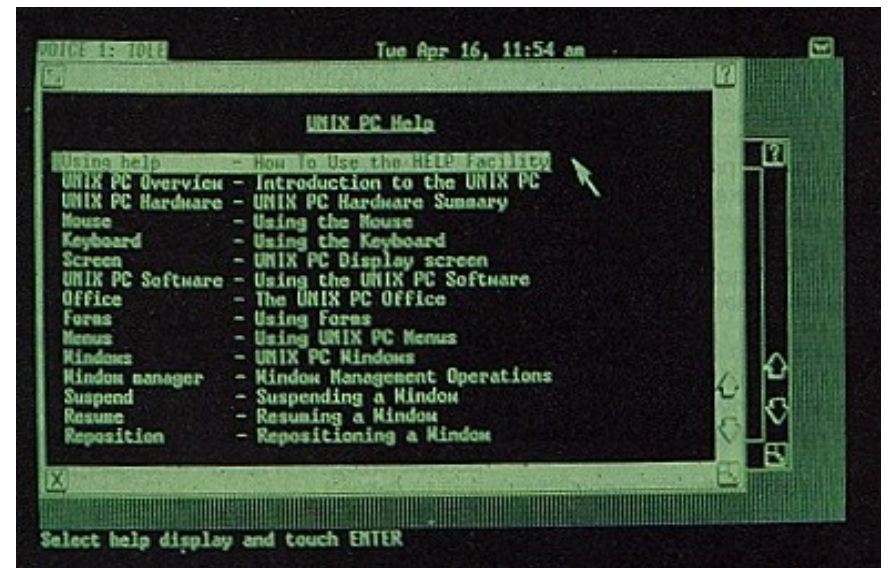 VOICE 1: IDLE Tue Apr 16, 11:54 am
?
UNIX PC Help
Using help - How To Use the HELP Facility
?
UNIX PC Overview - Introduction to the UNIX PC
UNIX PC Hardware - UNIX PC Hardware Summary
Mouse - Using the Mouse
Keyboard - Using the Keyboard
Screen - UNIX PC Display screen
UNIX PC Software - Using the UNIX PC Software
Office - The UNIX PC Office
Forms - Using Forms
Menus - Using UNIX PC Menus
Windows - UNIX PC Windows
Window manager - Window Management Operations
Suspend - Suspending a Window
Resume - Resuming a Window
Reposition - Repositioning a Window
X
Select help display and touch ENTER